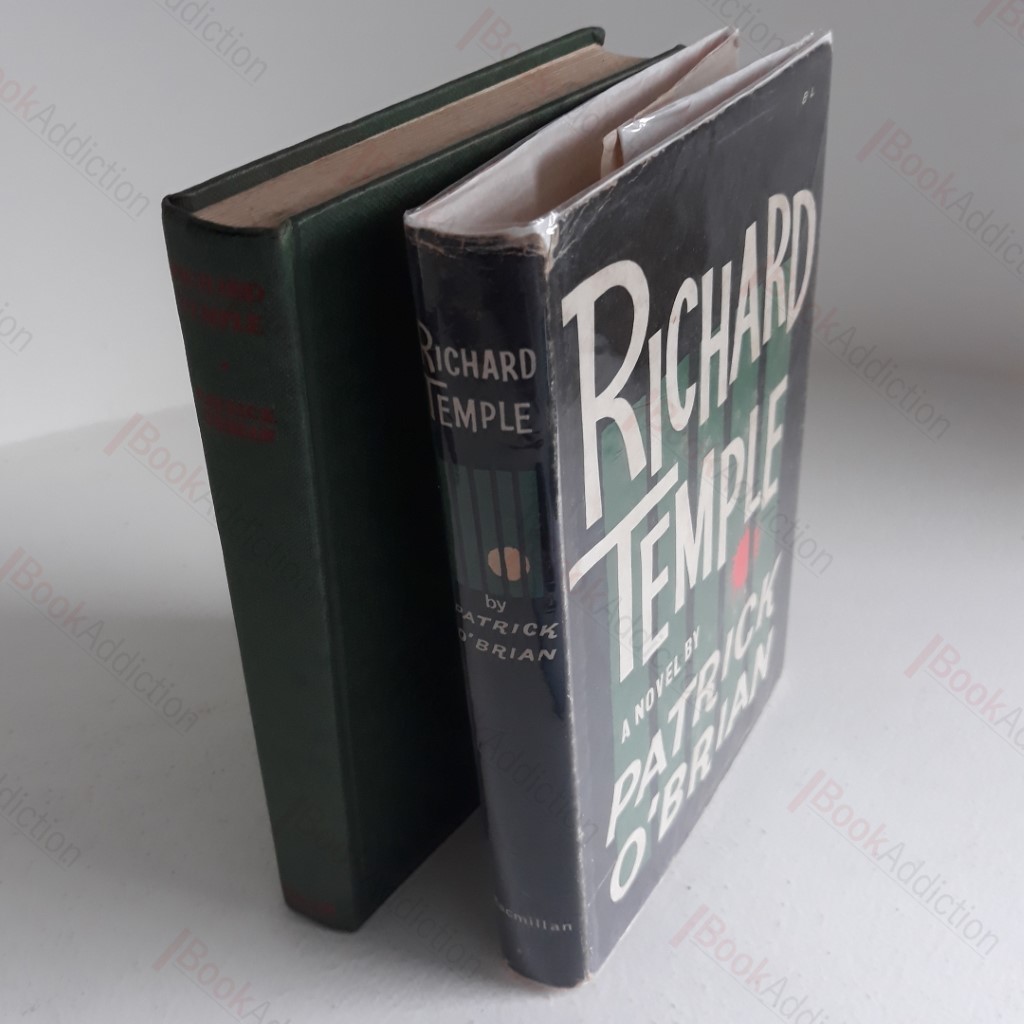 RICHARD
TEMPLE
by
PATRICK
O'BRIAN
Macmillan
RICHARD
TEMPLE
A NOVEL BY
PATRICK
O'BRIAN
BookAddiction